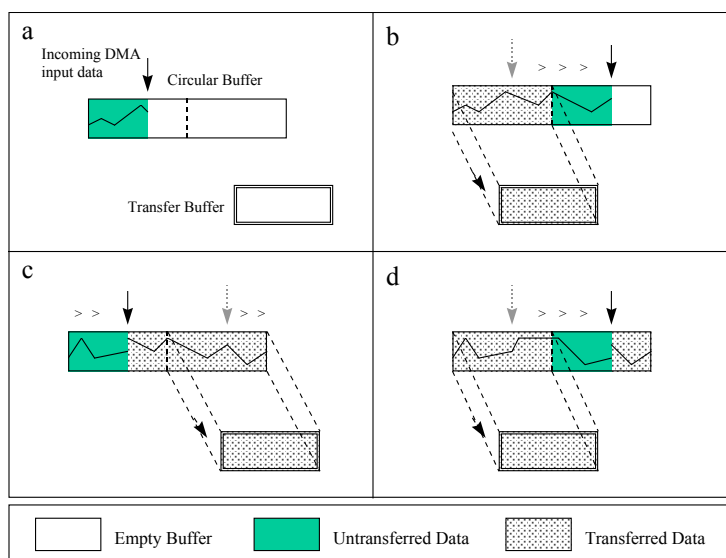 a
Incoming DMA
input data
Circular Buffer
Transfer Buffer
b
> > >
c
> >
> >
d
> > >
Empty Buffer
Untransferred Data
Transferred Data